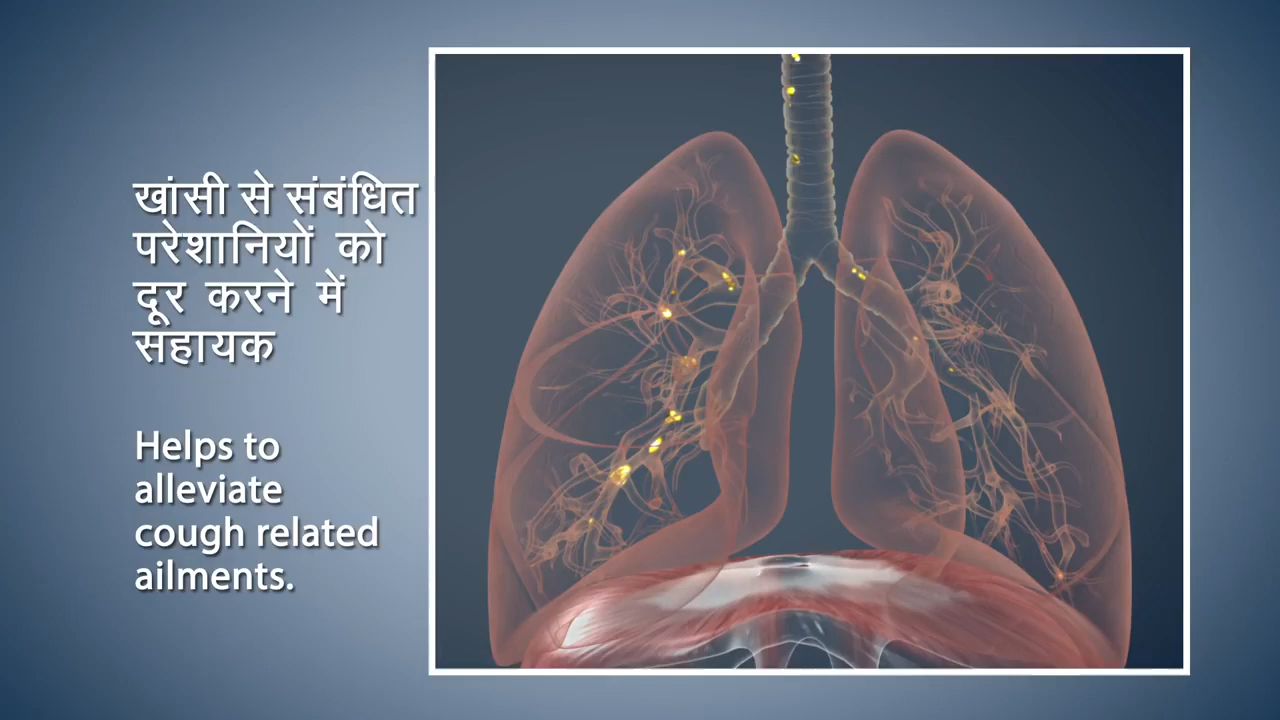 खांसी से संबंधित
परेशानियों को
दूर करने में
सहायक
Helps to
alleviate
cough related
ailments.